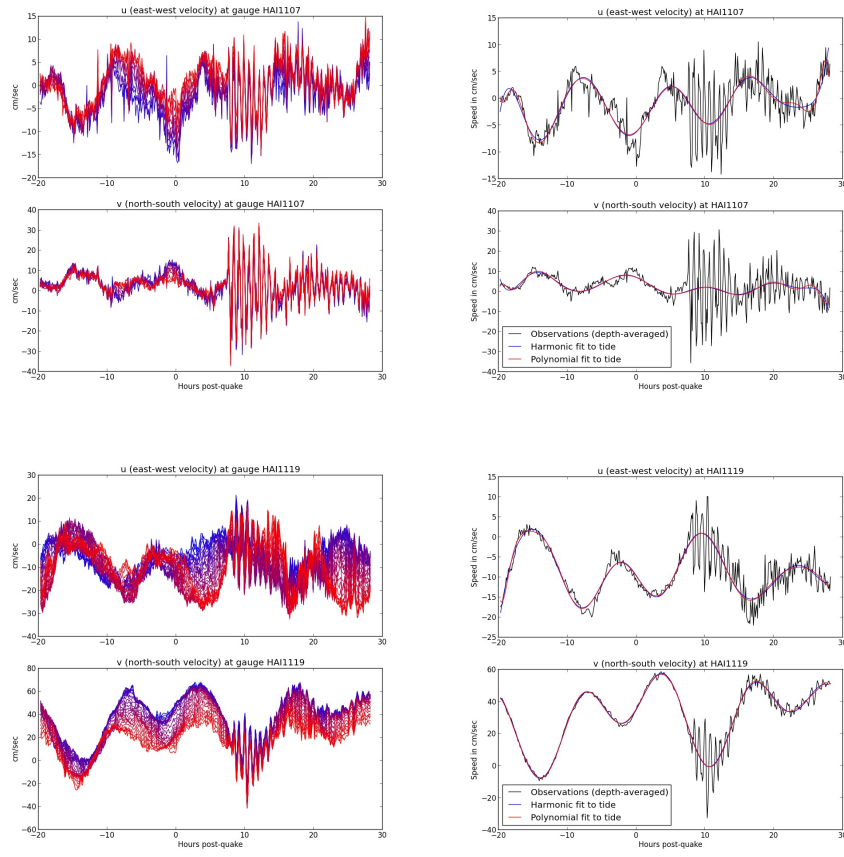 u (east-west velocity) at gauge HAI1107
15
10
5
0
−5
−10
−15
−20
cm/sec
−20 −10 0 10 20 30
v (north-south velocity) at gauge HAI1107
40
30
20
10
0
−10
−20
−30
−40
cm/sec
−20 −10 0 10 20 30
Hours post-quake
u (east-west velocity) at HAI1107
15
10
5
0
−5
−10
−15
Speed in cm/sec
−20 −10 0 10 20 30
v (north-south velocity) at HAI1107
40
30
20
10
0
−10
−20
−30
−40
Speed in cm/sec
Observations (depth-averaged)
Harmonic fit to tide
Polynomial fit to tide
−20 −10 0 10 20 30
Hours post-quake
u (east-west velocity) at gauge HAI1119
30
20
10
0
−10
−20
−30
−40
cm/sec
−20 −10 0 10 20 30
v (north-south velocity) at gauge HAI1119
80
60
40
20
0
−20
−40
−60
cm/sec
−20 −10 0 10 20 30
Hours post-quake
u (east-west velocity) at HAI1119
15
10
5
0
−5
−10
−15
−20
−25
Speed in cm/sec
−20 −10 0 10 20 30
v (north-south velocity) at HAI1119
60
40
20
0
−20
−40
Speed in cm/sec
Observations (depth-averaged)
Harmonic fit to tide
Polynomial fit to tide
−20 −10 0 10 20 30
Hours post-quake